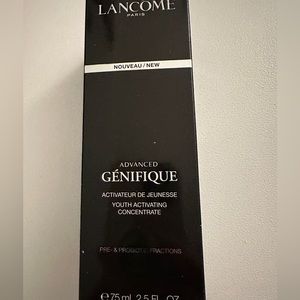 LANCÔME
PARIS
NOUVEAU / NEW
ADVANCED
GÉNIFIQUE
ACTIVATEUR DE JEUNESSE
YOUTH ACTIVATING
CONCENTRATE
PRE- & PROBIOTIC FRACTIONS
e 75 ml 2.5 FL. OZ